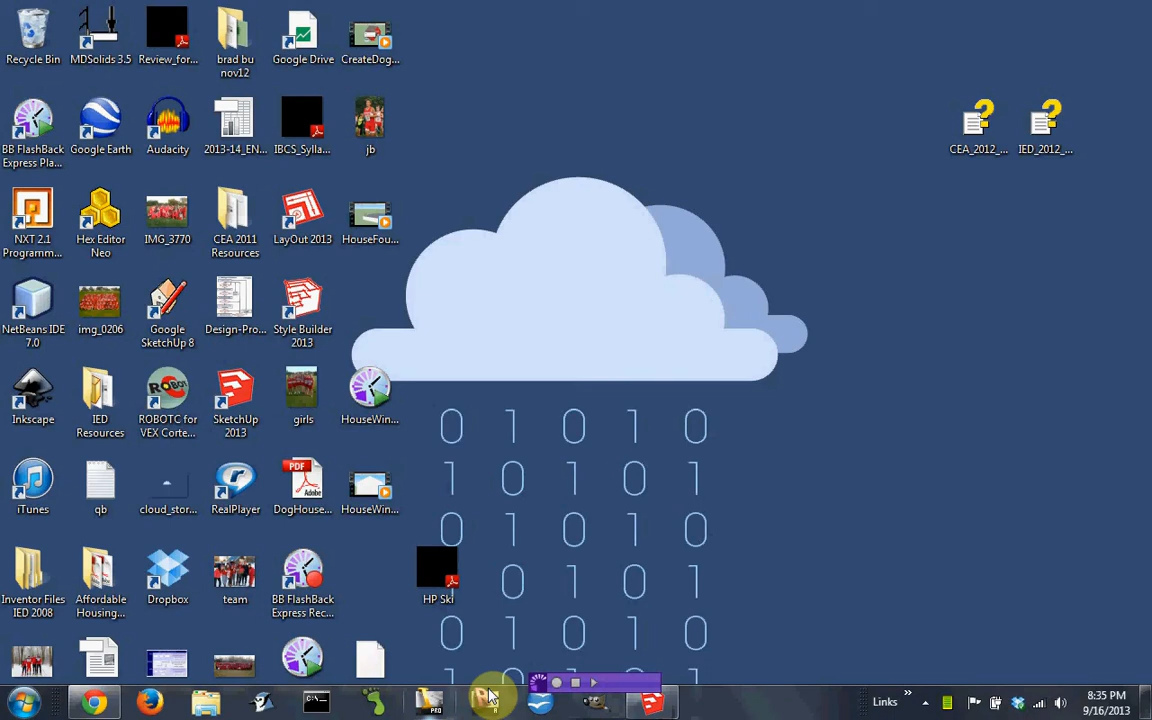 Recycle Bin
MDSolids 3.5
Review_for...
brad bu
nov12
Google Drive
CreateDog...
BB FlashBack
Express Pla...
Google Earth
Audacity
2013-14_EN...
IBCS_Sylla...
jb
CEA_2012_...
IED_2012_...
NXT 2.1
Programm...
Hex Editor
Neo
IMG_3770
CEA 2011
Resources
LayOut 2013
HouseFou...
NetBeans IDE
7.0
img_0206
Google
SketchUp 8
Design-Pro...
Style Builder
2013
Inkscape
IED
Resources
ROBOTC for
VEX Corte...
SketchUp
2013
girls
HouseWin...
0 1 0 1 0
iTunes
qb
cloud_stor...
RealPlayer
PDF
Adobe
DogHouse...
HouseWin...
1 0 1 0 1
0 1 0 1 0
Inventor Files
IED 2008
Affordable
Housing...
Dropbox
team
BB FlashBack
Express Rec...
HP Ski
0 1 0 1
0 1 0 1 0
PRO
Links
8:35 PM
9/16/2013